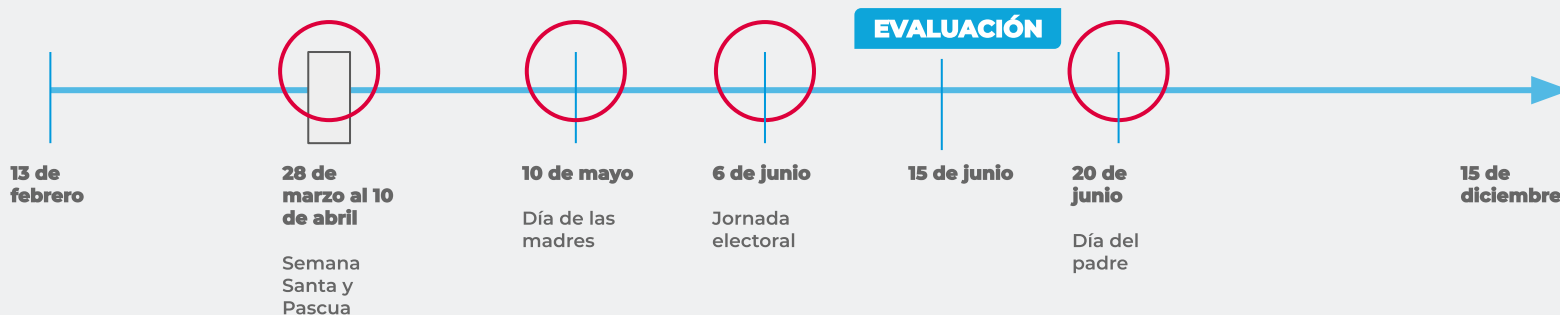 EVALUACIÓN
13 de
febrero
28 de
marzo al 10
de abril
Semana
Santa y
Pascua
10 de mayo
Día de las
madres
6 de junio
Jornada
electoral
15 de junio
20 de
junio
Día del
padre
15 de
diciembre